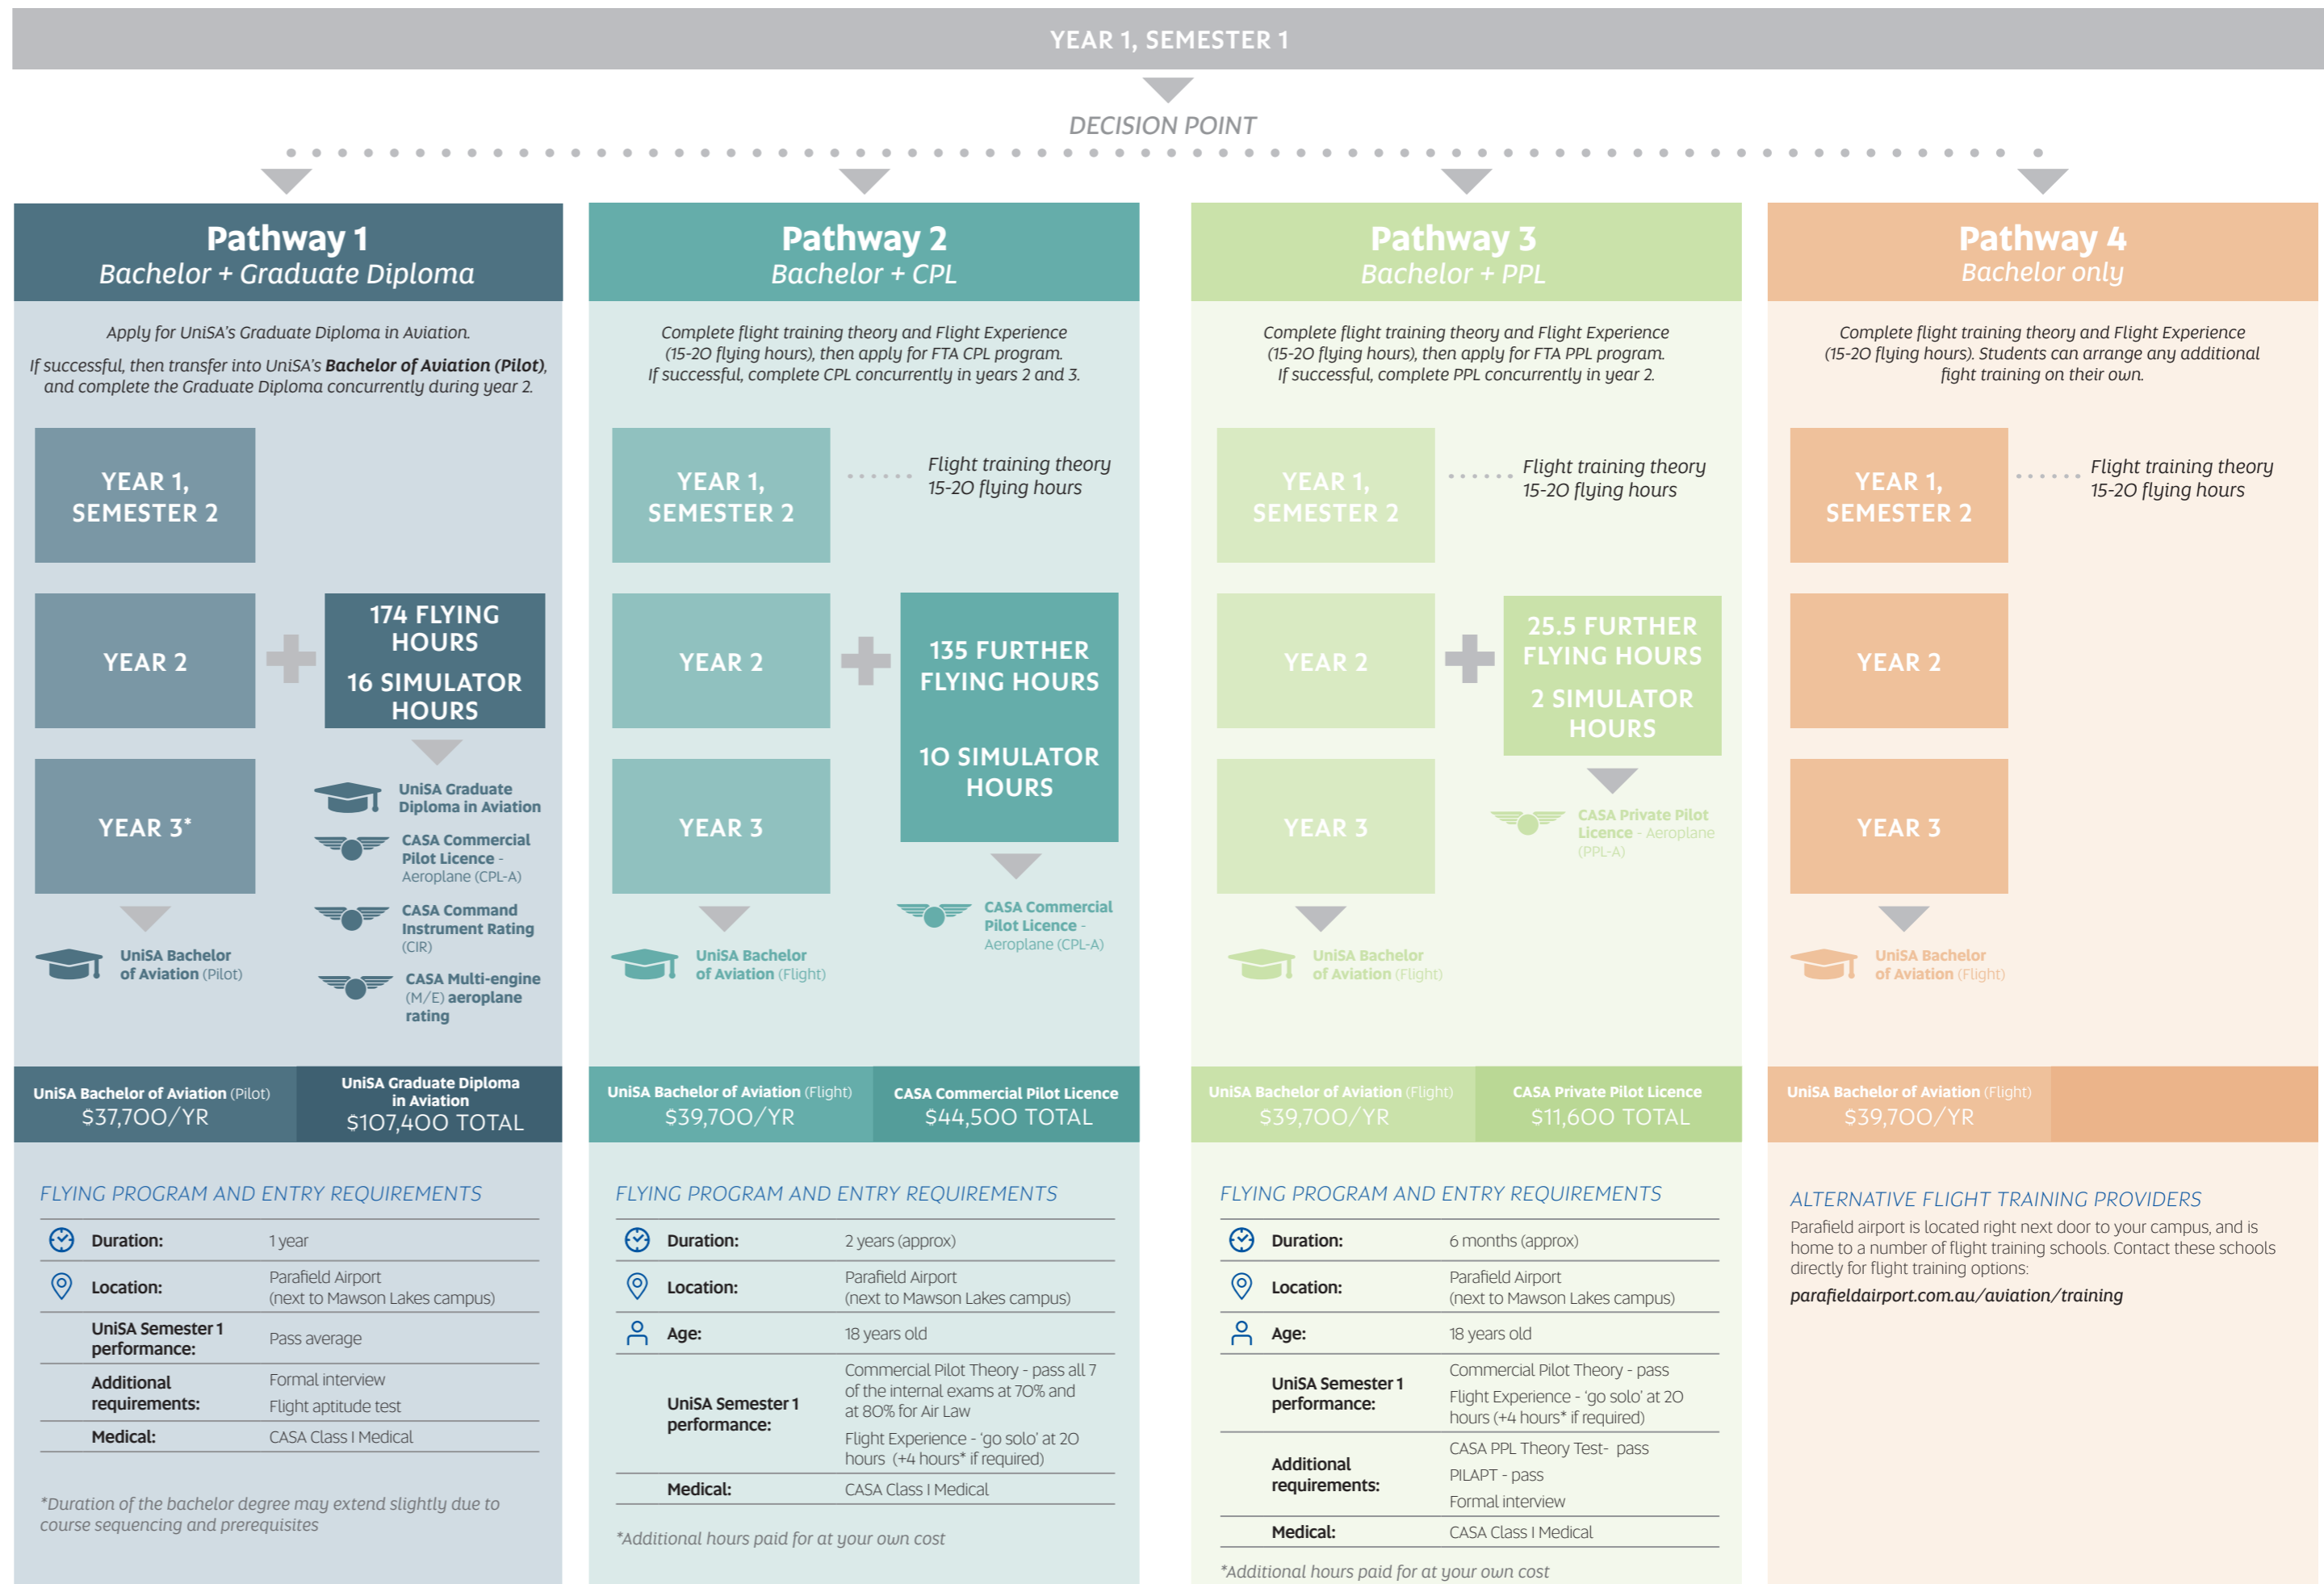 YEAR 1, SEMESTER 1
DECISION POINT
Pathway 1
Bachelor + Graduate Diploma
Apply for UniSA's Graduate Diploma in Aviation.
If successful, then transfer into UniSA's Bachelor of Aviation (Pilot),
and complete the Graduate Diploma concurrently during year 2.
YEAR 1,
SEMESTER 2
YEAR 2
174 FLYING
HOURS
16 SIMULATOR
HOURS
YEAR 3*
UniSA Graduate
Diploma in Aviation
CASA Commercial
Pilot Licence -
Aeroplane (CPL-A)
CASA Command
Instrument Rating
(CIR)
CASA Multi-engine
(M/E) aeroplane
rating
UniSA Bachelor
of Aviation (Pilot)
UniSA Bachelor of Aviation (Pilot)
$37,700/YR
UniSA Graduate Diploma
in Aviation
$107,400 TOTAL
FLYING PROGRAM AND ENTRY REQUIREMENTS
Duration: 1 year
Location: Parafield Airport
(next to Mawson Lakes campus)
UniSA Semester 1
performance: Pass average
Additional
requirements: Formal interview
Flight aptitude test
Medical: CASA Class I Medical
*Duration of the bachelor degree may extend slightly due to
course sequencing and prerequisites
Pathway 2
Bachelor + CPL
Complete flight training theory and Flight Experience
(15-20 flying hours), then apply for FTA CPL program.
If successful, complete CPL concurrently in years 2 and 3.
YEAR 1,
SEMESTER 2
Flight training theory
15-20 flying hours
YEAR 2
135 FURTHER
FLYING HOURS
10 SIMULATOR
HOURS
YEAR 3
CASA Commercial
Pilot Licence -
Aeroplane (CPL-A)
UniSA Bachelor
of Aviation (Flight)
UniSA Bachelor of Aviation (Flight)
$39,700/YR
CASA Commercial Pilot Licence
$44,500 TOTAL
FLYING PROGRAM AND ENTRY REQUIREMENTS
Duration: 2 years (approx)
Location: Parafield Airport
(next to Mawson Lakes campus)
Age: 18 years old
UniSA Semester 1
performance: Commercial Pilot Theory - pass all 7
of the internal exams at 70% and
at 80% for Air Law
Flight Experience - 'go solo' at 20
hours (+4 hours* if required)
Medical: CASA Class I Medical
*Additional hours paid for at your own cost
Pathway 3
Bachelor + PPL
Complete flight training theory and Flight Experience
(15-20 flying hours), then apply for FTA PPL program.
If successful, complete PPL concurrently in year 2.
YEAR 1,
SEMESTER 2
Flight training theory
15-20 flying hours
YEAR 2
25.5 FURTHER
FLYING HOURS
2 SIMULATOR
HOURS
YEAR 3
CASA Private Pilot
Licence - Aeroplane
(PPL-A)
UniSA Bachelor
of Aviation (Flight)
UniSA Bachelor of Aviation (Flight)
$39,700/YR
CASA Private Pilot Licence
$11,600 TOTAL
FLYING PROGRAM AND ENTRY REQUIREMENTS
Duration: 6 months (approx)
Location: Parafield Airport
(next to Mawson Lakes campus)
Age: 18 years old
UniSA Semester 1
performance: Commercial Pilot Theory - pass
Flight Experience - 'go solo' at 20
hours (+4 hours* if required)
Additional
requirements: CASA PPL Theory Test- pass
PILAPT - pass
Formal interview
Medical: CASA Class I Medical
*Additional hours paid for at your own cost
Pathway 4
Bachelor only
Complete flight training theory and Flight Experience
(15-20 flying hours). Students can arrange any additional
fight training on their own.
YEAR 1,
SEMESTER 2
Flight training theory
15-20 flying hours
YEAR 2
YEAR 3
UniSA Bachelor
of Aviation (Flight)
UniSA Bachelor of Aviation (Flight)
$39,700/YR
ALTERNATIVE FLIGHT TRAINING PROVIDERS
Parafield airport is located right next door to your campus, and is
home to a number of flight training schools. Contact these schools
directly for flight training options:
parafieldairport.com.au/aviation/training